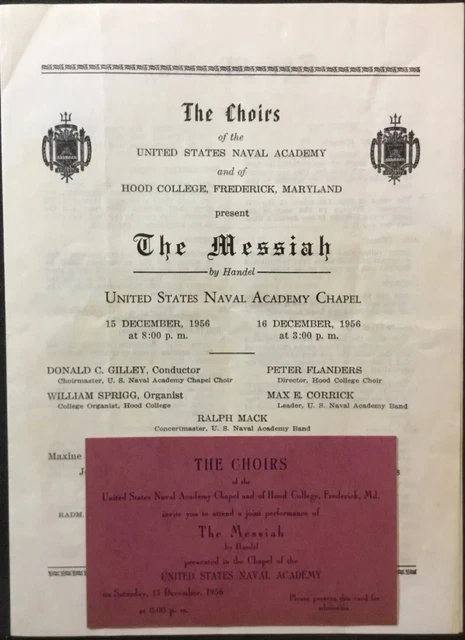 The Choirs
of the
UNITED STATES NAVAL ACADEMY
and of
HOOD COLLEGE, FREDERICK, MARYLAND
present
The Messiah
by Handel
UNITED STATES NAVAL ACADEMY CHAPEL
15 DECEMBER, 1956 16 DECEMBER, 1956
at 8:00 p. m. at 3:00 p. m.
DONALD C. GILLEY, Conductor PETER FLANDERS
Choirmaster, U. S. Naval Academy Chapel Choir Director, Hood College Choir
WILLIAM SPRIGG, Organist MAX E. CORRICK
College Organist, Hood College Leader, U. S. Naval Academy Band
RALPH MACK
Concertmaster, U. S. Naval Academy Band
Maxine
RADM.
THE CHOIRS
of the
United States Naval Academy Chapel and of Hood College, Frederick, Md.
invite you to attend a joint performance of
The Messiah
by Handel
presented in the Chapel of the
UNITED STATES NAVAL ACADEMY
on Saturday, 15 December, 1956
at 8:00 p. m.
Please present this card for
admission